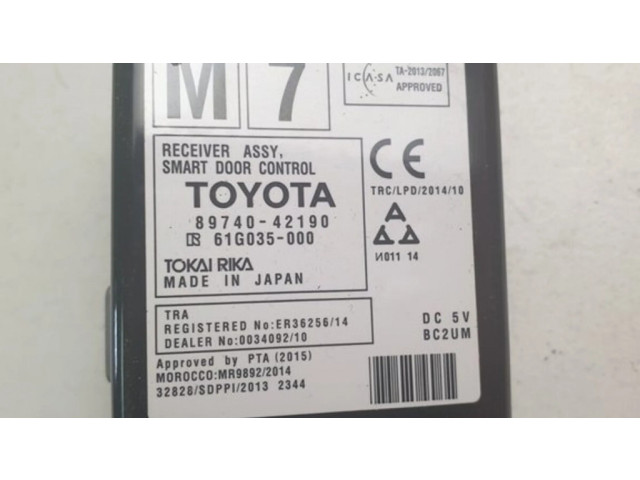 M 7
ICASA TA-2013/2067
APPROVED
RECEIVER ASSY,
SMART DOOR CONTROL
TOYOTA
89740-42190
61G035-000
TOKAI RIKA
MADE IN JAPAN
CE
TRC/LPD/2014/10
И011 14
TRA
REGISTERED No:ER36256/14
DEALER No:0034092/10
DC 5V
BC2UM
Approved by PTA (2015)
MOROCCO:MR9892/2014
32828/SDPPI/2013 2344